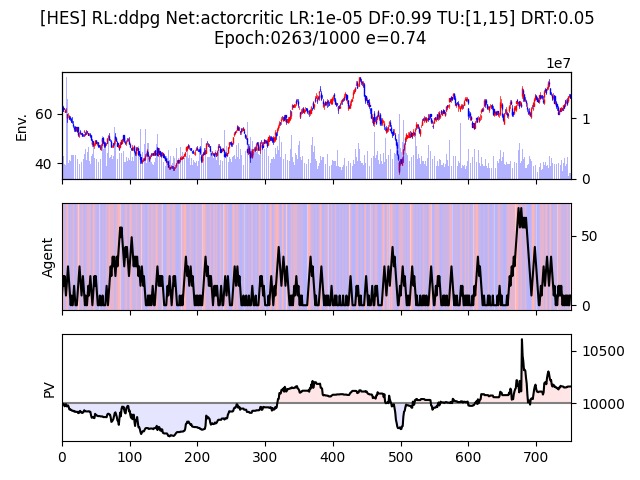 [HES] RL:ddpg Net:actorcritic LR:1e-05 DF:0.99 TU:[1,15] DRT:0.05
Epoch:0263/1000 e=0.74
1e7
Env.
60
40
1
0
Agent
50
0
PV
10500
10000
0 100 200 300 400 500 600 700